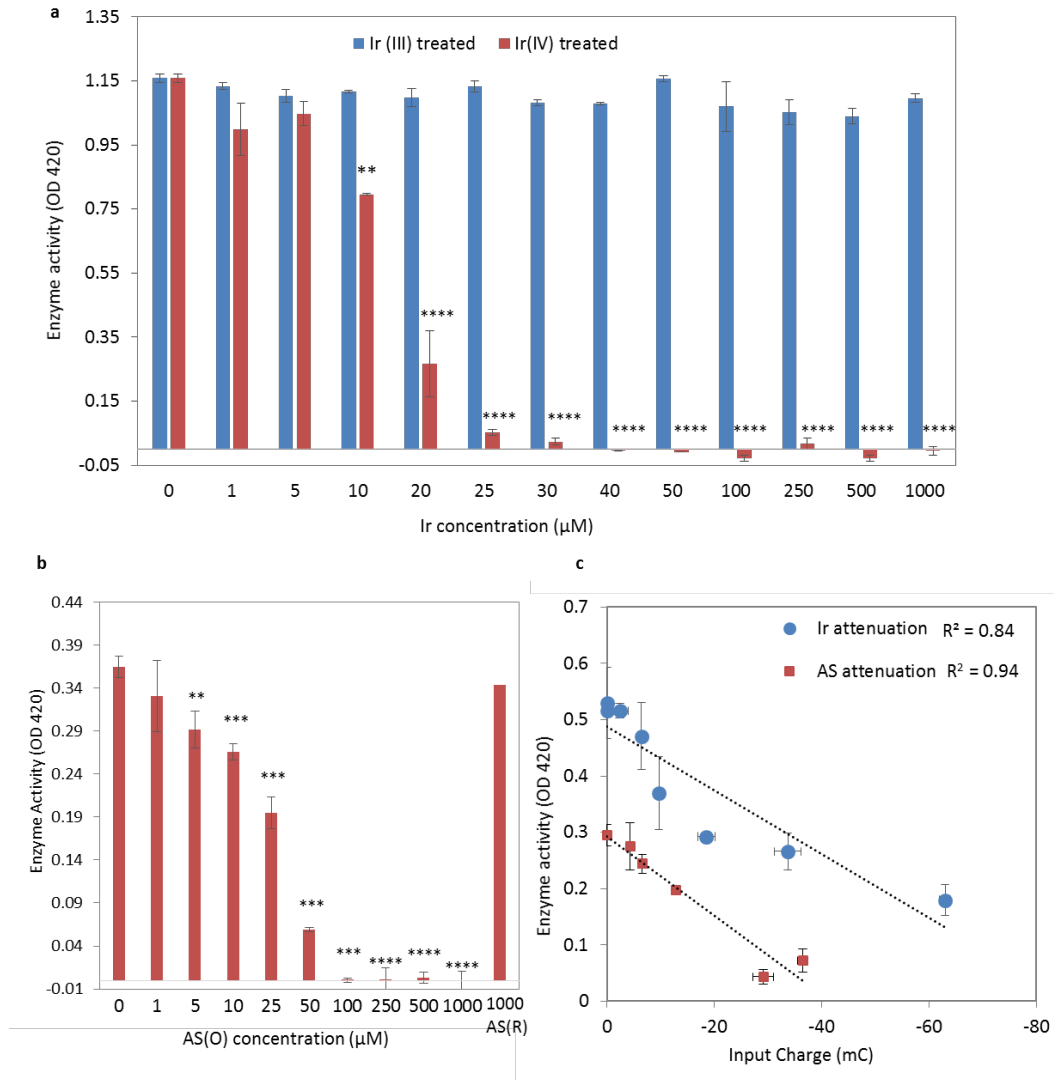 a
1.35
Ir (III) treated Ir(IV) treated
1.15
0.95
**
0.75
0.55
****
0.35
0.15
**** **** **** **** **** **** **** ****
-0.05
0 1 5 10 20 25 30 40 50 100 250 500 1000
Ir concentration (µM)
Enzyme activity (OD 420)
b
0.44
0.39
0.34
**
0.29
***
0.24
***
0.19
0.14
0.09
***
0.04
*** **** **** ****
-0.01
0 1 5 10 25 50 100 250 500 1000 1000
AS(R)
AS(O) concentration (µM)
Enzyme Activity (OD 420)
c
0.7
Ir attenuation R² = 0.84
0.6
AS attenuation R² = 0.94
0.5
0.4
0.3
0.2
0.1
0
0 -20 -40 -60 -80
Input Charge (mC)
Enzyme activity (OD 420)